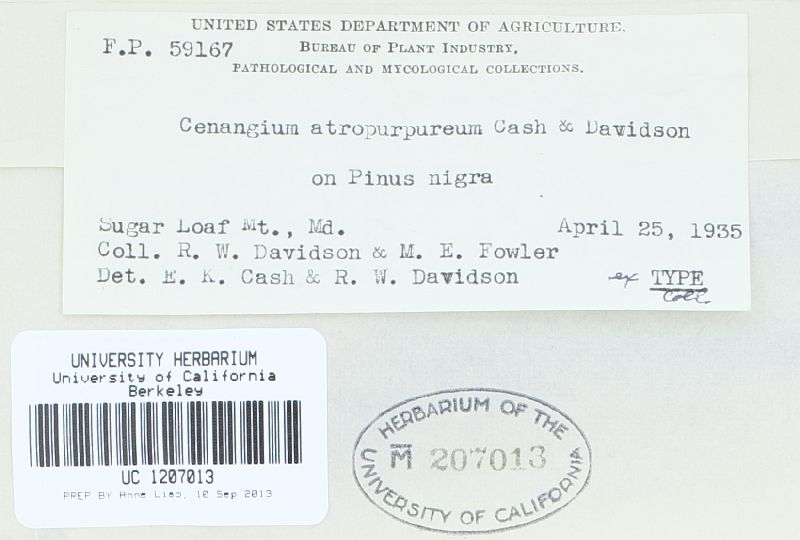 UNITED STATES DEPARTMENT OF AGRICULTURE.
F.P. 59167
BUREAU OF PLANT INDUSTRY.
PATHOLOGICAL AND MYCOLOGICAL COLLECTIONS.
Cenangium atropurpureum Cash & Davidson
on Pinus nigra
Sugar Loaf Mt., Md. April 25, 1935
Coll. R. W. Davidson & M. E. Fowler
Det. E. K. Cash & R. W. Davidson ex TYPE
Coll.
UNIVERSITY HERBARIUM
University of California
Berkeley
UC 1207013
PREP BY Anne Liao, 10 Sep 2013
HERBARIUM OF THE
M 207013
UNIVERSITY OF CALIFORNIA